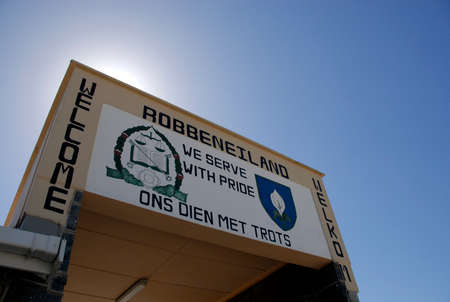 WELCOME
ROBBENEILAND
WE SERVE
WITH PRIDE
ONS DIEN MET TROTS
WELKOM